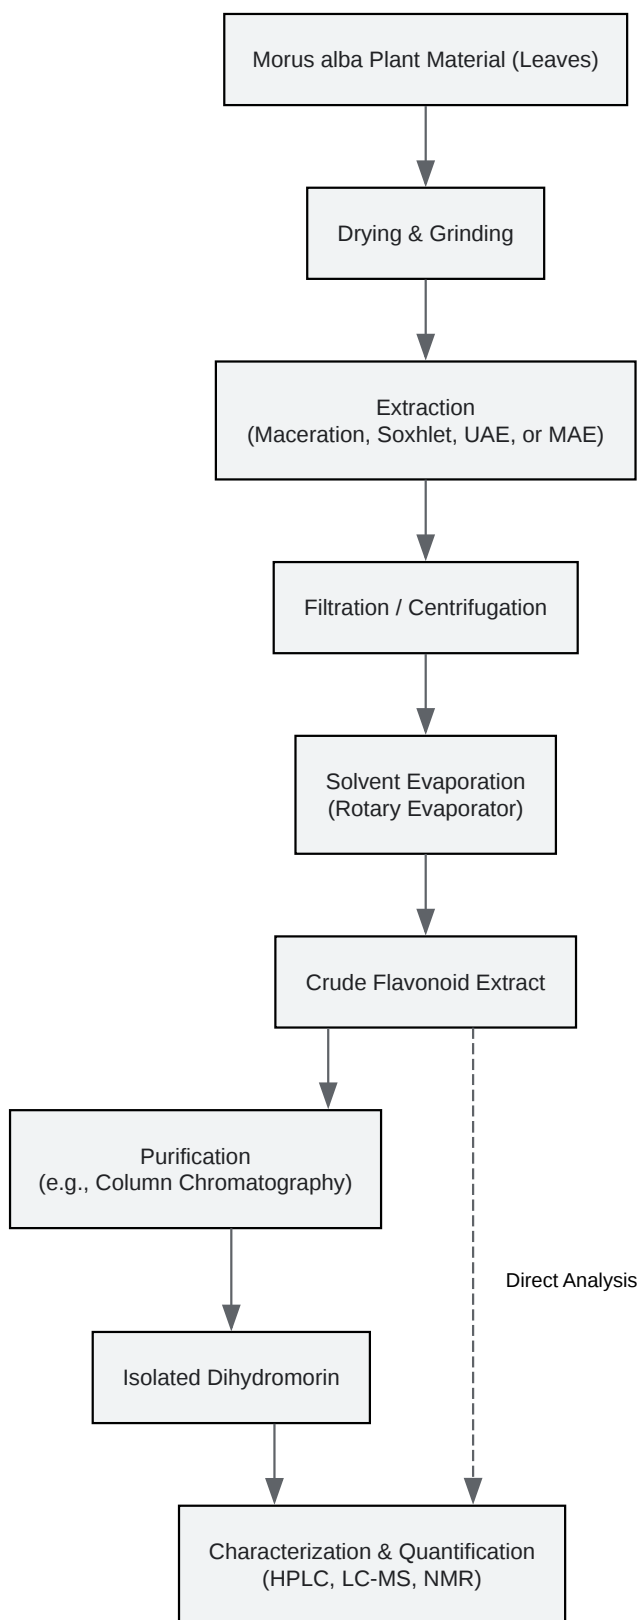 Morus alba Plant Material (Leaves)
Drying & Grinding
Extraction
(Maceration, Soxhlet, UAE, or MAE)
Filtration / Centrifugation
Solvent Evaporation
(Rotary Evaporator)
Crude Flavonoid Extract
Purification
(e.g., Column Chromatography)
Direct Analysis
Isolated Dihydromorin
Characterization & Quantification
(HPLC, LC-MS, NMR)